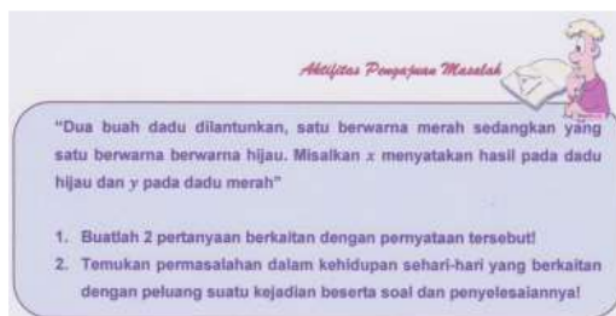 Aktifitas Pengajuan Masalah
"Dua buah dadu dilantunkan, satu berwarna merah sedangkan yang
satu berwarna berwarna hijau. Misalkan x menyatakan hasil pada dadu
hijau dan y pada dadu merah"
1. Buatlah 2 pertanyaan berkaitan dengan pernyataan tersebut!
2. Temukan permasalahan dalam kehidupan sehari-hari yang berkaitan
dengan peluang suatu kejadian beserta soal dan penyelesaiannya!